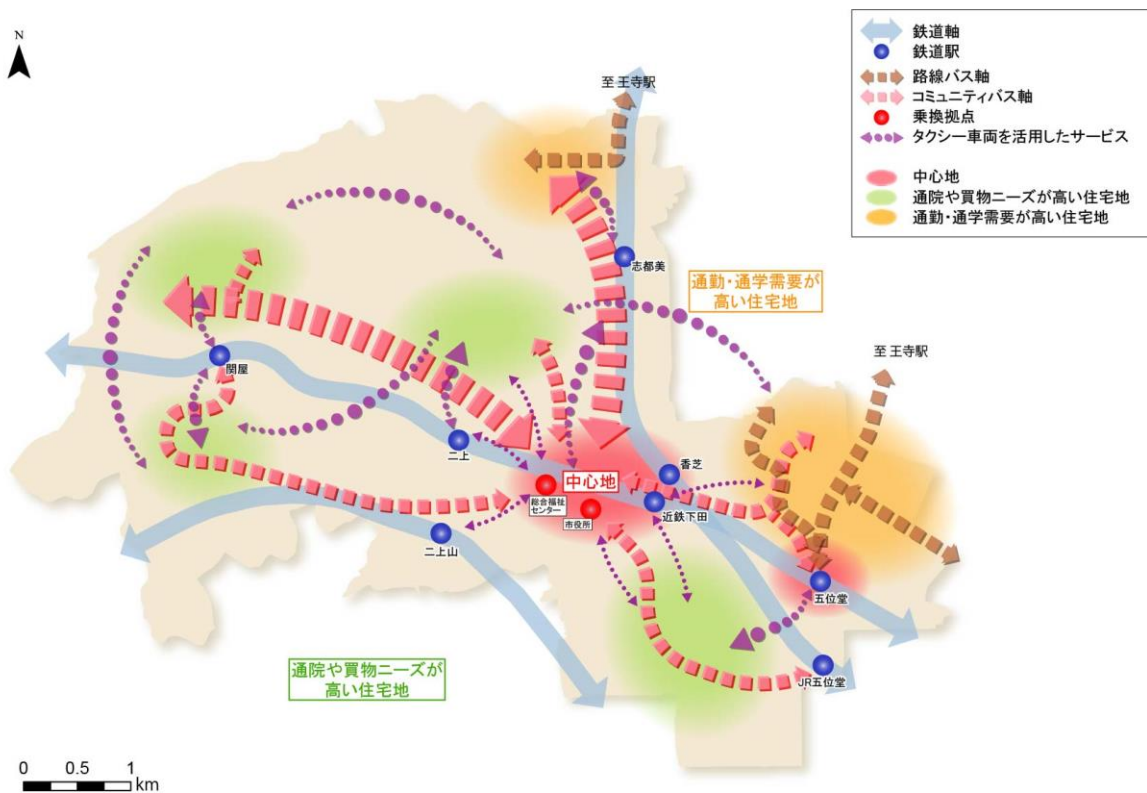 N
至 王寺駅
鉄道軸
鉄道駅
路線バス軸
コミュニティバス軸
乗換拠点
タクシー車両を活用したサービス
中心地
通院や買物ニーズが高い住宅地
通勤・通学需要が高い住宅地
志都美
通勤・通学需要が
高い住宅地
至 王寺駅
関屋
二上
香芝
中心地
総合福祉
センター
市役所
近鉄下田
二上山
五位堂
JR五位堂
通院や買物ニーズが
高い住宅地
0 0.5 1
km